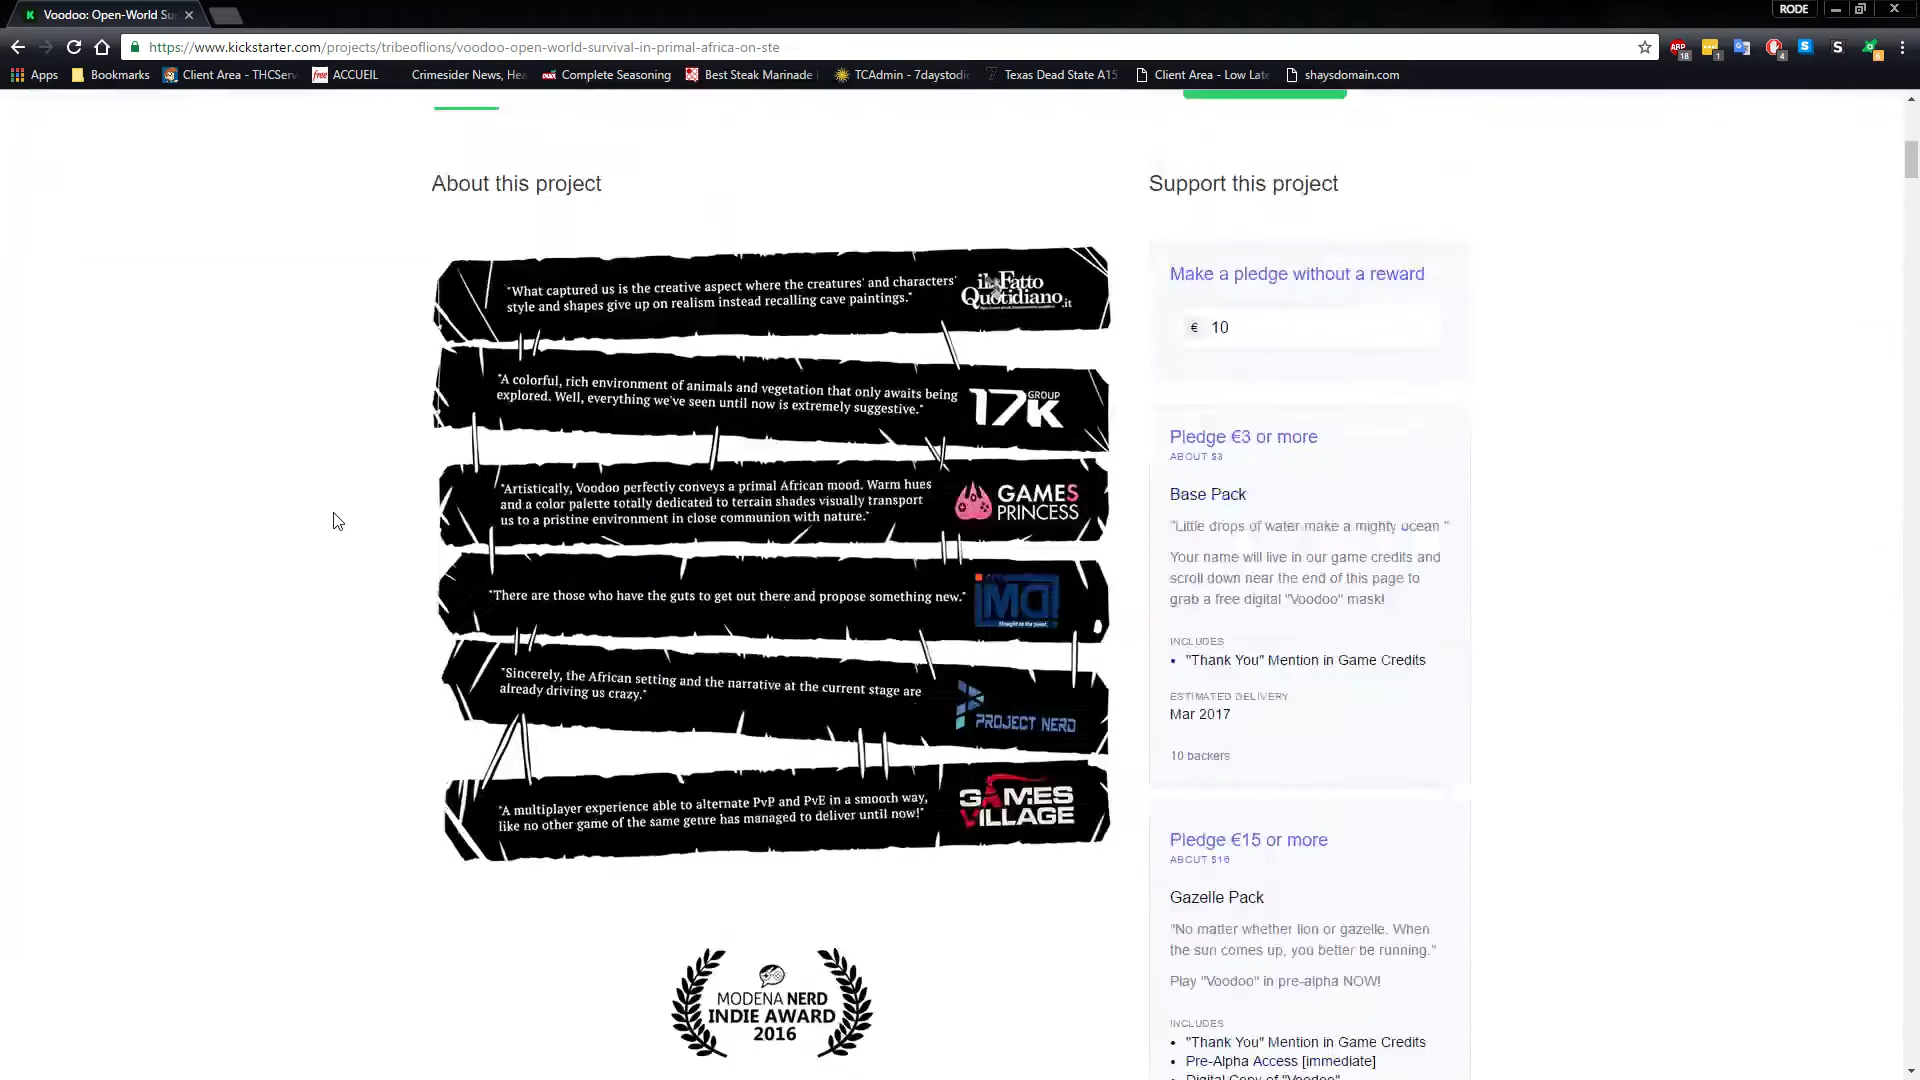 Voodoo: Open-World Su
RODE
https://www.kickstarter.com/projects/tribeoflions/voodoo-open-world-survival-in-primal-africa-on-ste
Apps
Bookmarks
Client Area - THCServ
free ACCUEIL
Crimesider News, Hea
Complete Seasoning
Best Steak Marinade
TCAdmin - 7daystodie
Texas Dead State A15
Client Area - Low Late
shaysdomain.com
About this project
"What captured us is the creative aspect where the creatures' and characters'
style and shapes give up on realism instead recalling cave paintings."
il Fatto
Quotidiano.it
"A colorful, rich environment of animals and vegetation that only awaits being
explored. Well, everything we've seen until now is extremely suggestive."
17K GROUP
"Artistically, Voodoo perfectly conveys a primal African mood. Warm hues
and a color palette totally dedicated to terrain shades visually transport
us to a pristine environment in close communion with nature."
GAMES
PRINCESS
"There are those who have the guts to get out there and propose something new."
Straight to the point.
"Sincerely, the African setting and the narrative at the current stage are
already driving us crazy."
PROJECT NERD
"A multiplayer experience able to alternate PvP and PvE in a smooth way,
like no other game of the same genre has managed to deliver until now!"
GAMES
VILLAGE
MODENA NERD
INDIE AWARD
2016
Support this project
Make a pledge without a reward
€ 10
Pledge €3 or more
ABOUT $3
Base Pack
"Little drops of water make a mighty ocean "
Your name will live in our game credits and
scroll down near the end of this page to
grab a free digital "Voodoo" mask!
INCLUDES
• "Thank You" Mention in Game Credits
ESTIMATED DELIVERY
Mar 2017
10 backers
Pledge €15 or more
ABOUT $16
Gazelle Pack
"No matter whether lion or gazelle. When
the sun comes up, you better be running."
Play "Voodoo" in pre-alpha NOW!
INCLUDES
• "Thank You" Mention in Game Credits
• Pre-Alpha Access [immediate]
Digital Copy of "Voodoo"